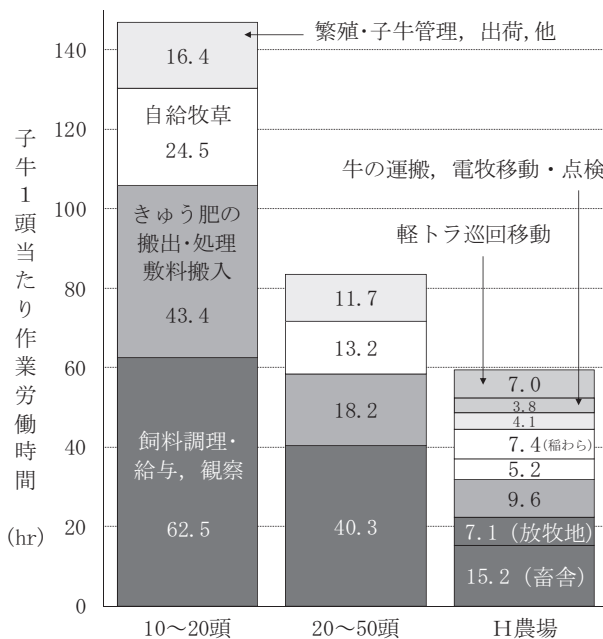 子牛1頭当たり作業労働時間
(hr)
140
120
100
80
60
40
20
0
繁殖・子牛管理，出荷，他
16.4
自給牧草
24.5
きゅう肥の
搬出・処理
敷料搬入
43.4
飼料調理・
給与，観察
62.5
10～20頭
11.7
13.2
18.2
40.3
20～50頭
牛の運搬，電牧移動・点検
軽トラ巡回移動
7.0
3.8
4.1
7.4(稲わら)
5.2
9.6
7.1（放牧地）
15.2（畜舎）
H農場